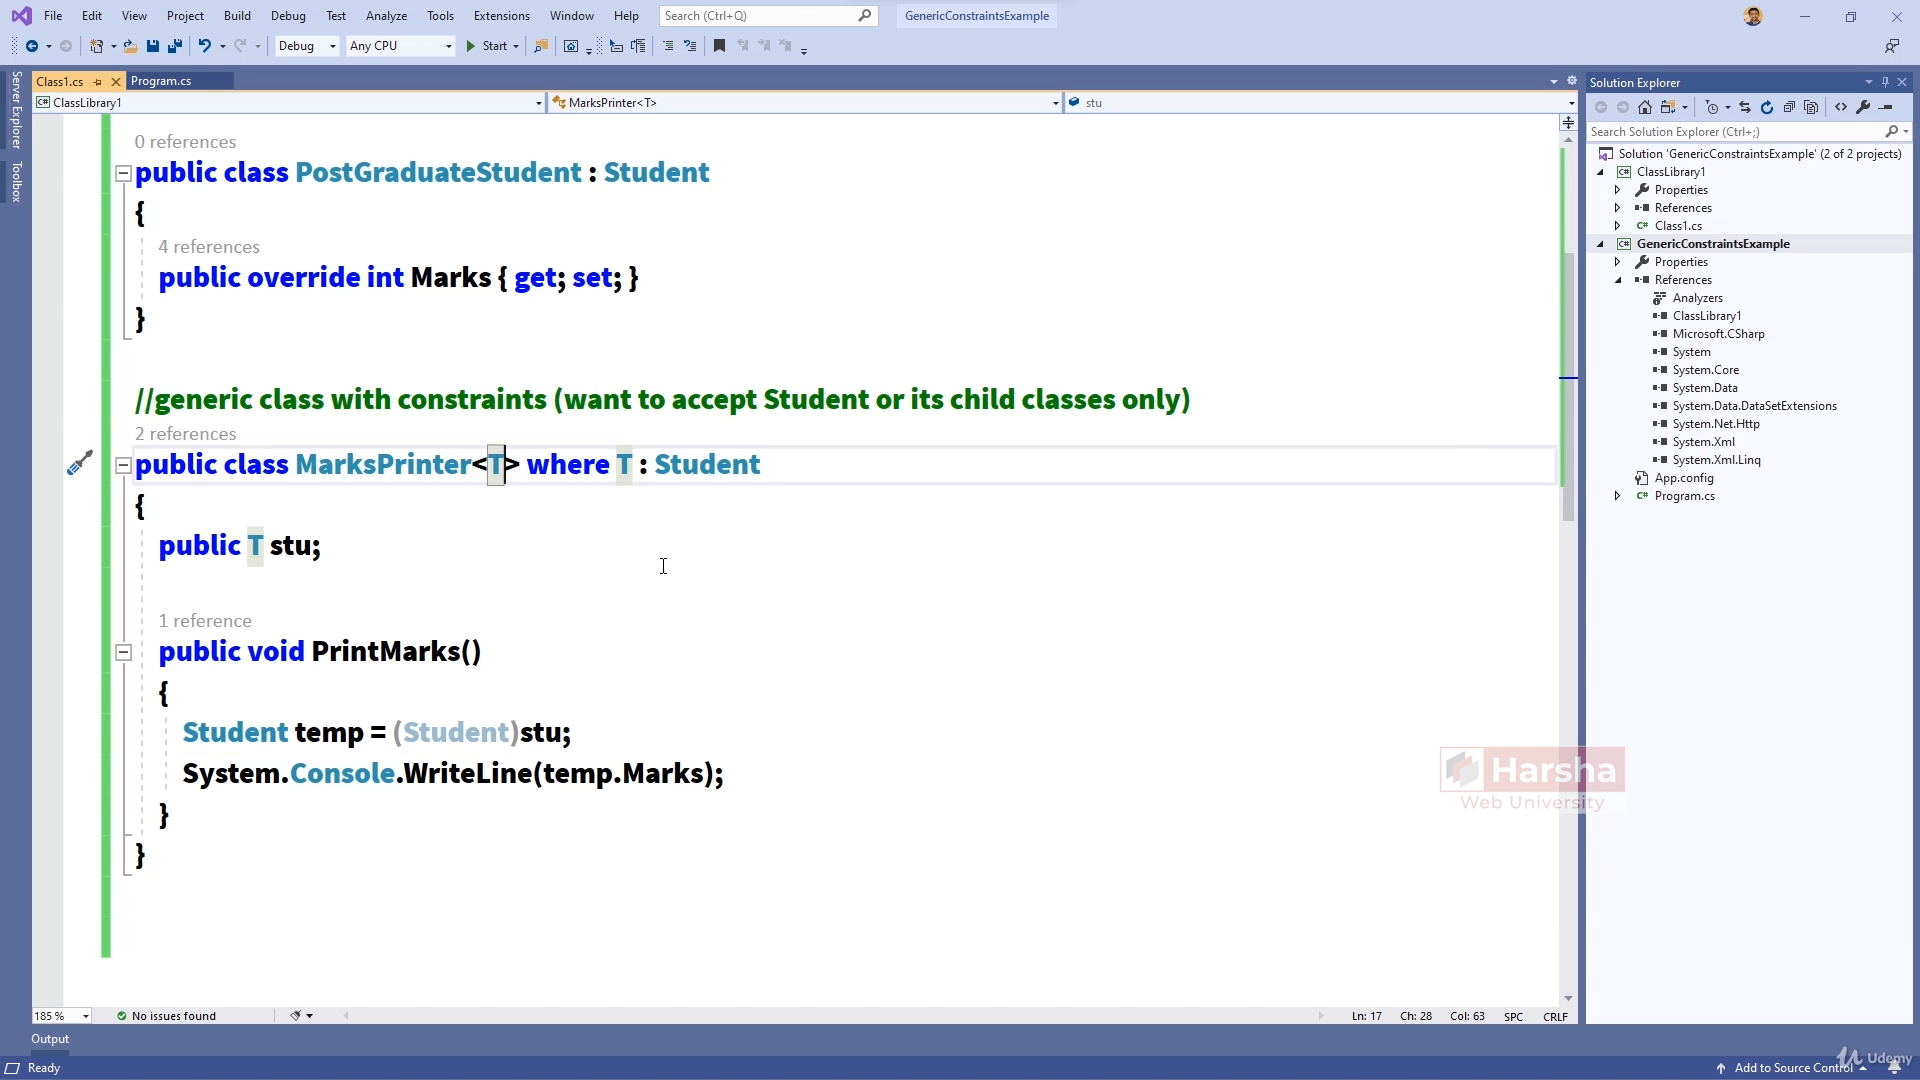 File Edit View Project Build Debug Test Analyze Tools Extensions Window Help Search (Ctrl+Q) GenericConstraintsExample
Debug Any CPU Start
Server Explorer
Toolbox
Class1.cs Program.cs
ClassLibrary1 MarksPrinter<T> stu
0 references
public class PostGraduateStudent : Student
{
4 references
public override int Marks { get; set; }
}
//generic class with constraints (want to accept Student or its child classes only)
2 references
public class MarksPrinter<T> where T : Student
{
public T stu;
1 reference
public void PrintMarks()
{
Student temp = (Student)stu;
System.Console.WriteLine(temp.Marks);
}
}
185 % No issues found Ln: 17 Ch: 28 Col: 63 SPC CRLF
Output
Ready Add to Source Control
Solution Explorer
Search Solution Explorer (Ctrl+;)
Solution 'GenericConstraintsExample' (2 of 2 projects)
C# ClassLibrary1
Properties
References
C# Class1.cs
C# GenericConstraintsExample
Properties
References
Analyzers
ClassLibrary1
Microsoft.CSharp
System
System.Core
System.Data
System.Data.DataSetExtensions
System.Net.Http
System.Xml
System.Xml.Linq
App.config
C# Program.cs
Harsha
Web University
Udemy